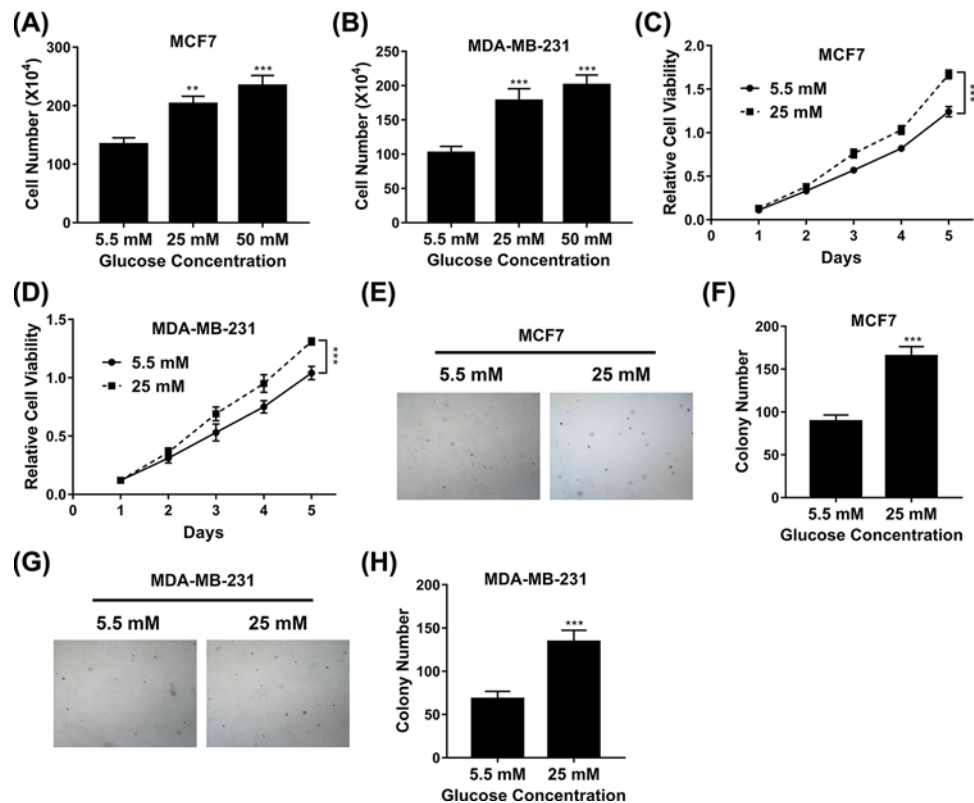 (A)
MCF7
Cell Number (X10⁴)
300
200
100
0
**
***
5.5 mM 25 mM 50 mM
Glucose Concentration
(B)
MDA-MB-231
Cell Number (X10⁴)
250
200
150
100
50
0
***
***
5.5 mM 25 mM 50 mM
Glucose Concentration
(C)
MCF7
Relative Cell Viability
2.0
1.5
1.0
0.5
0.0
5.5 mM
25 mM
***
0 1 2 3 4 5
Days
(D)
MDA-MB-231
Relative Cell Viability
1.5
1.0
0.5
0.0
5.5 mM
25 mM
***
0 1 2 3 4 5
Days
(E)
MCF7
5.5 mM 25 mM
(F)
MCF7
Colony Number
200
150
100
50
0
***
5.5 mM 25 mM
Glucose Concentration
(G)
MDA-MB-231
5.5 mM 25 mM
(H)
MDA-MB-231
Colony Number
200
150
100
50
0
***
5.5 mM 25 mM
Glucose Concentration